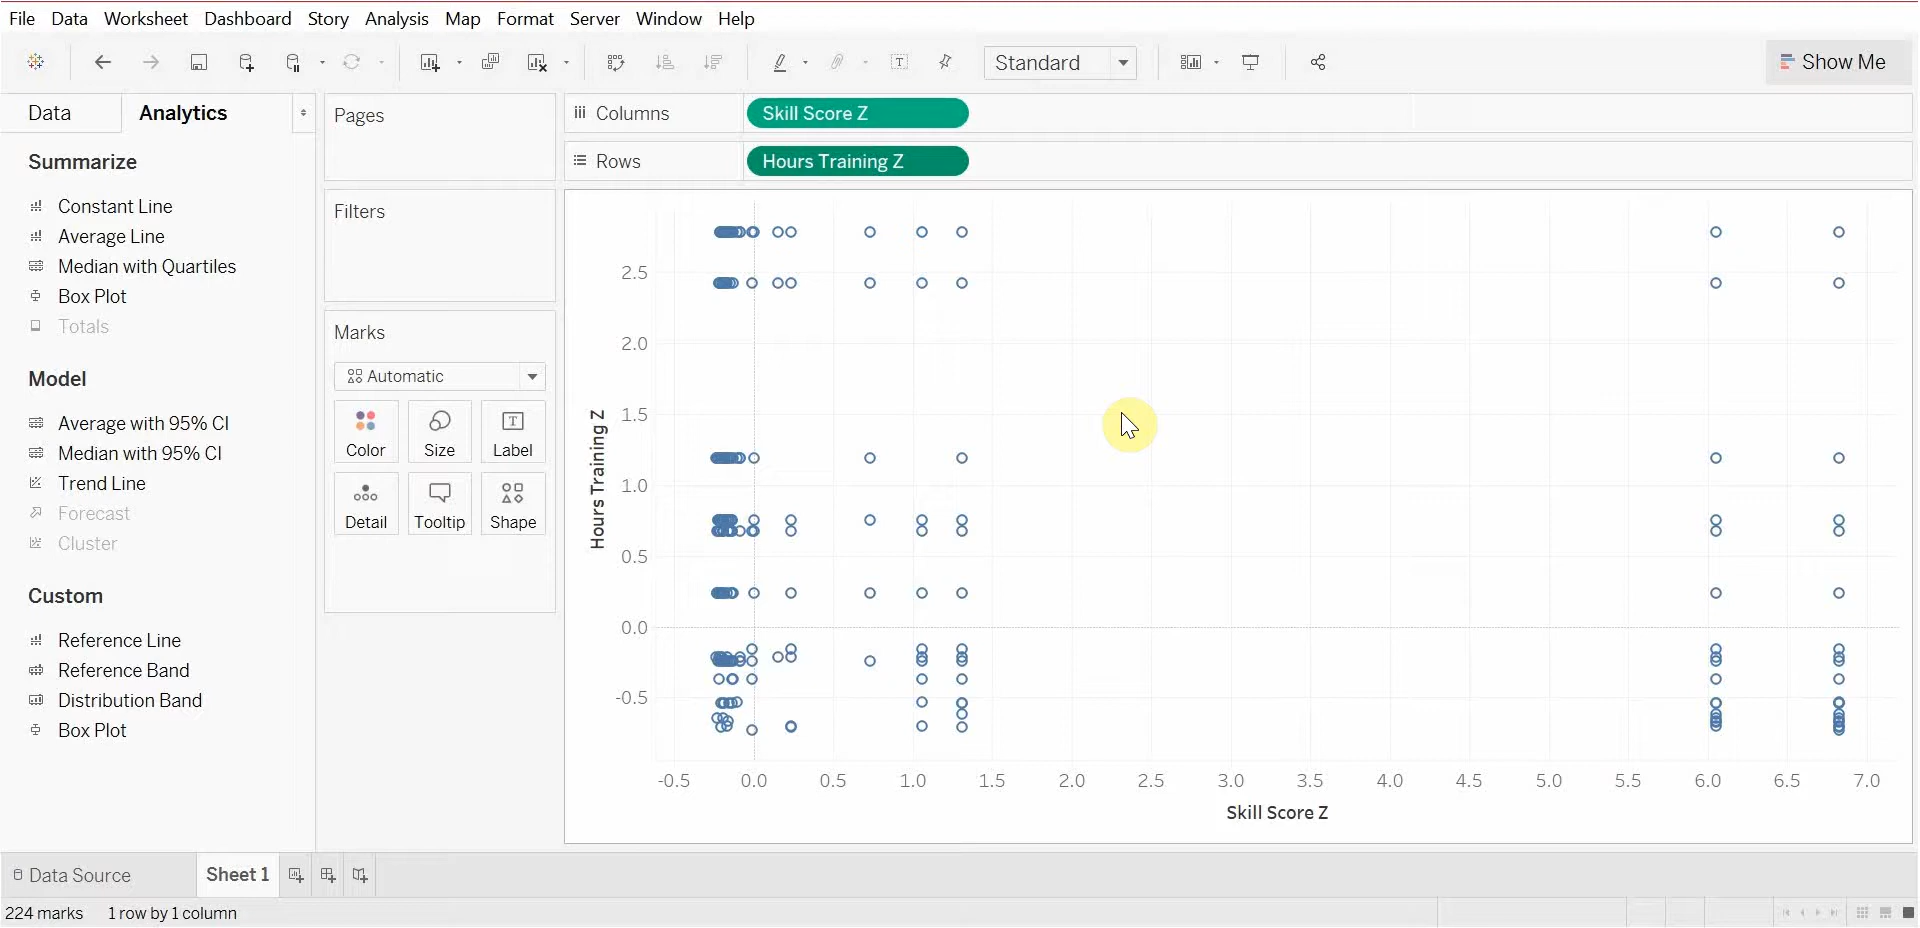 File Data Worksheet Dashboard Story Analysis Map Format Server Window Help
Standard
Show Me
Data Analytics
Summarize
Constant Line
Average Line
Median with Quartiles
Box Plot
Totals
Model
Average with 95% CI
Median with 95% CI
Trend Line
Forecast
Cluster
Custom
Reference Line
Reference Band
Distribution Band
Box Plot
Pages
Filters
Marks
Automatic
Color Size Label
Detail Tooltip Shape
Columns Skill Score Z
Rows Hours Training Z
2.5
2.0
1.5
1.0
0.5
0.0
-0.5
Hours Training Z
-0.5 0.0 0.5 1.0 1.5 2.0 2.5 3.0 3.5 4.0 4.5 5.0 5.5 6.0 6.5 7.0
Skill Score Z
Data Source Sheet 1
224 marks 1 row by 1 column